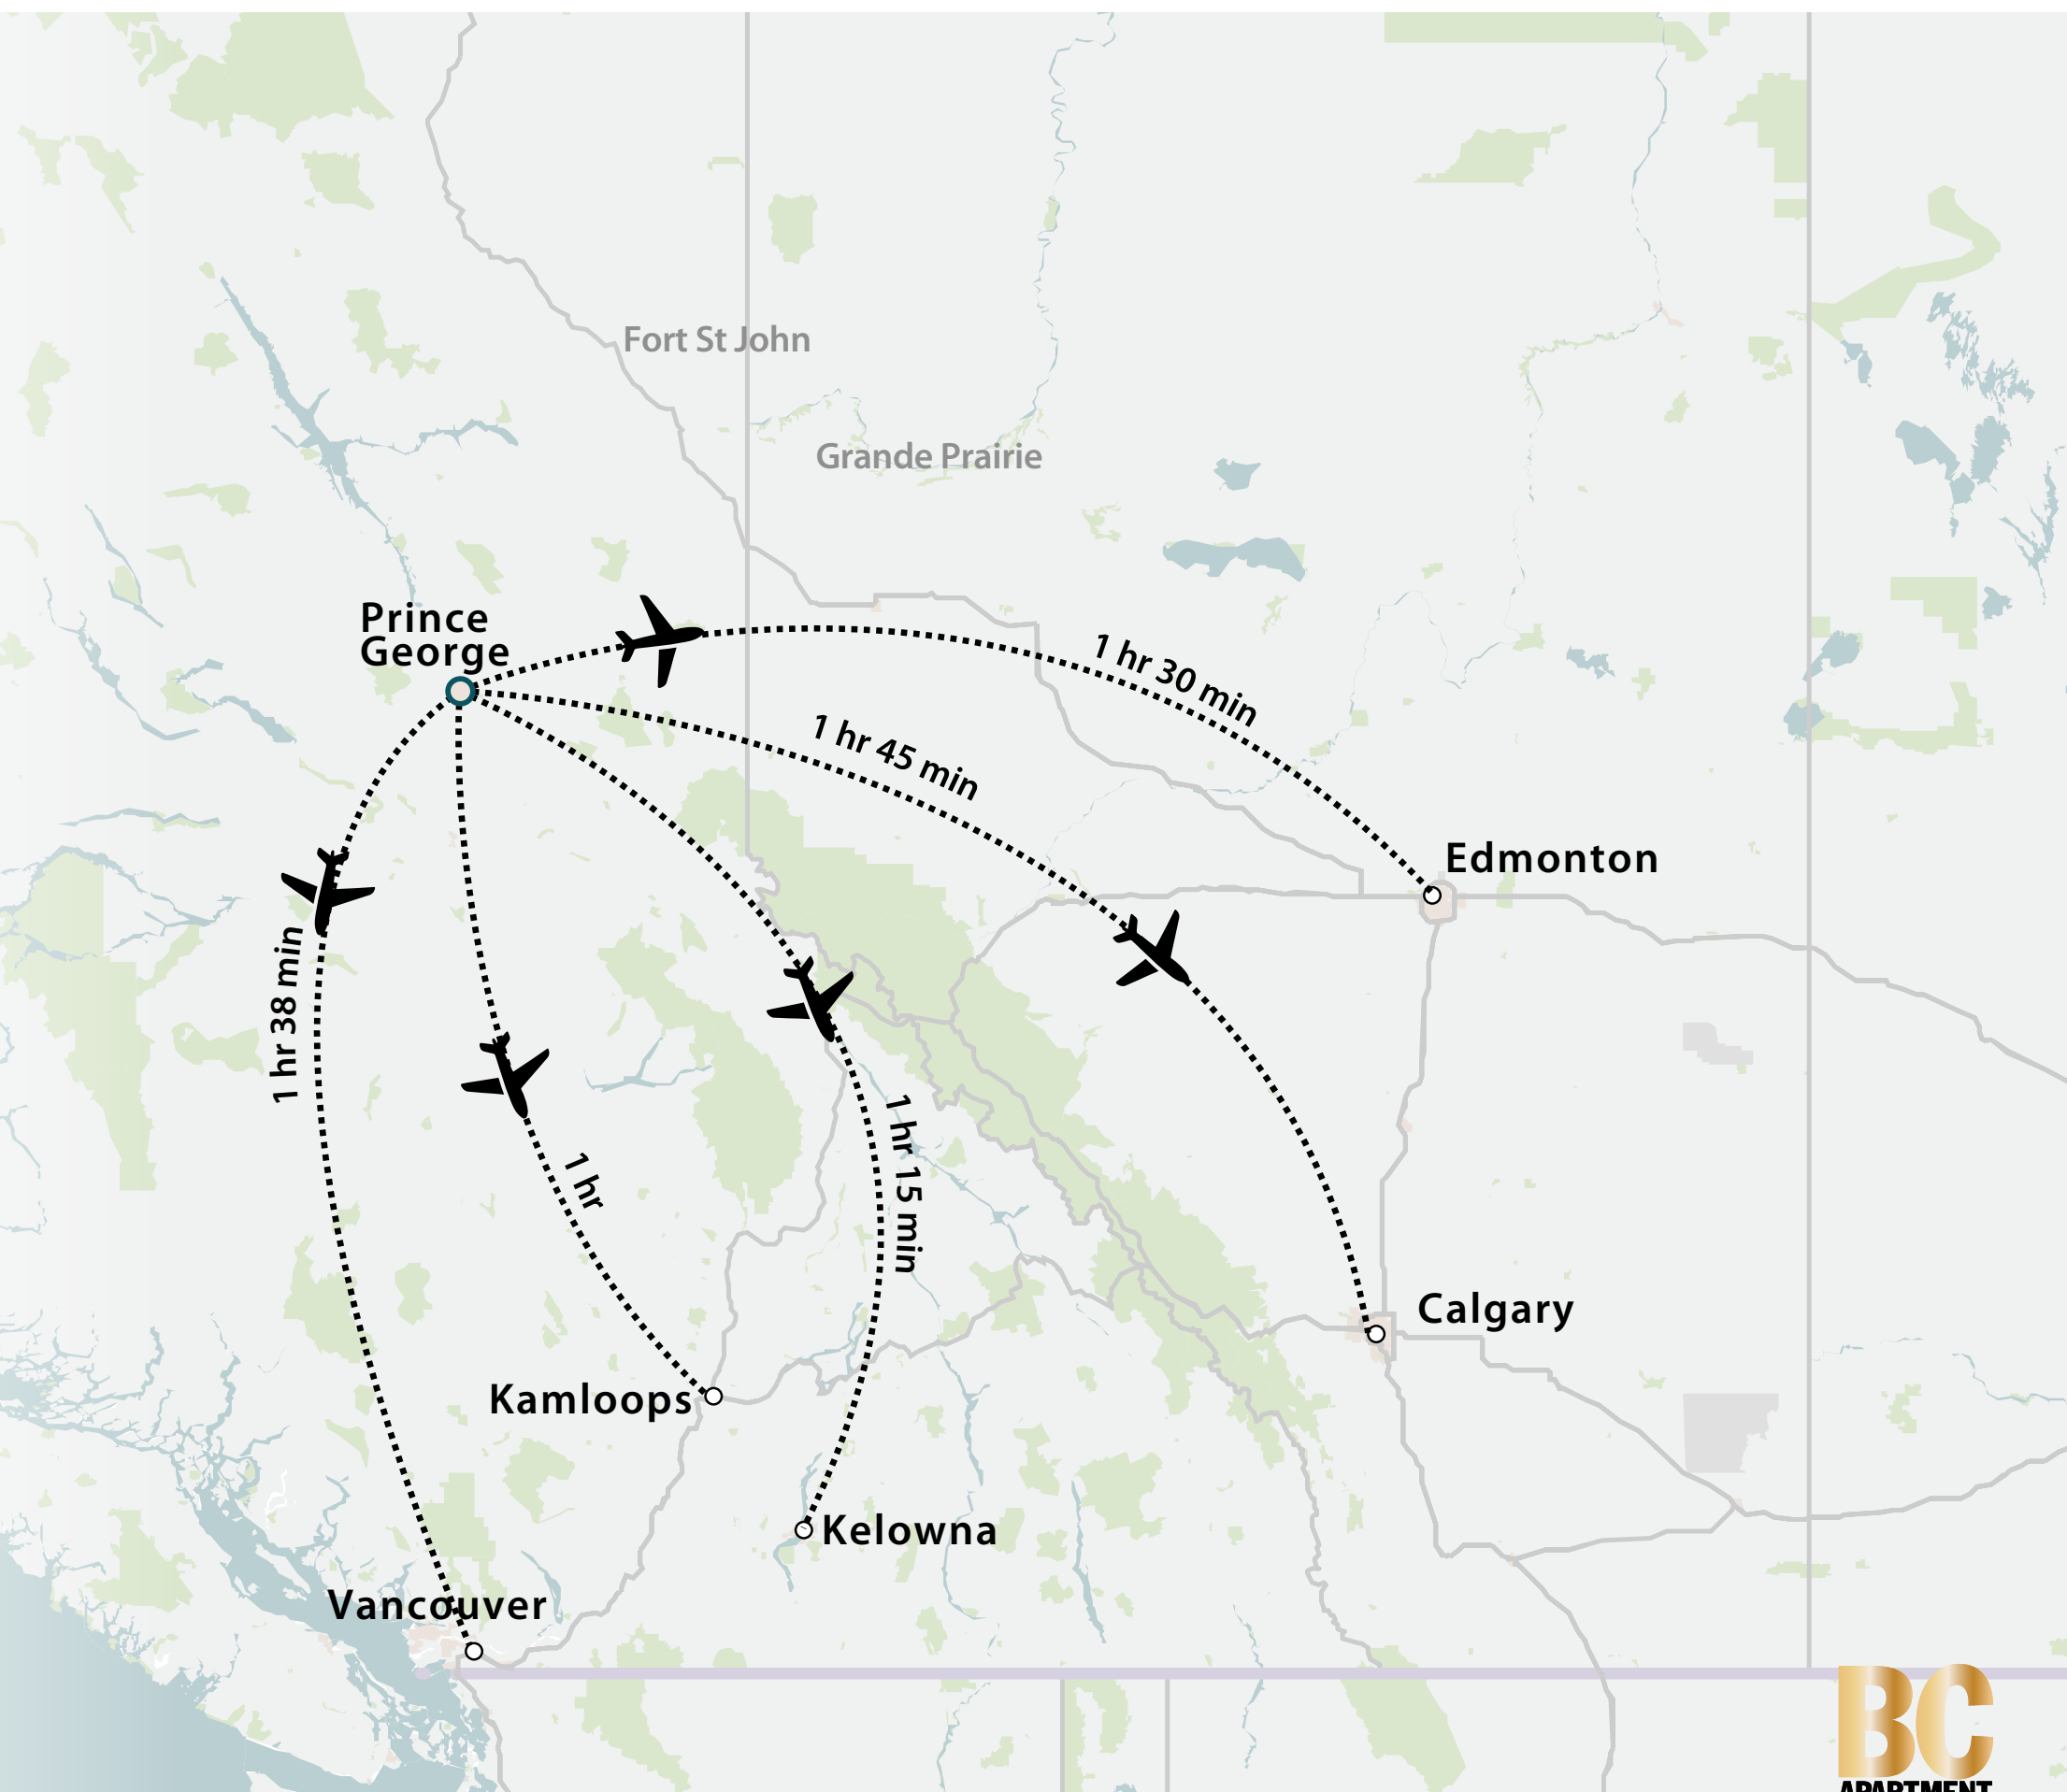 Fort St John
Grande Prairie
Prince
George
1 hr 30 min
1 hr 45 min
Edmonton
1 hr 38 min
1 hr
1 hr 15 min
Calgary
Kamloops
Kelowna
Vancouver
BC
APARTMENT